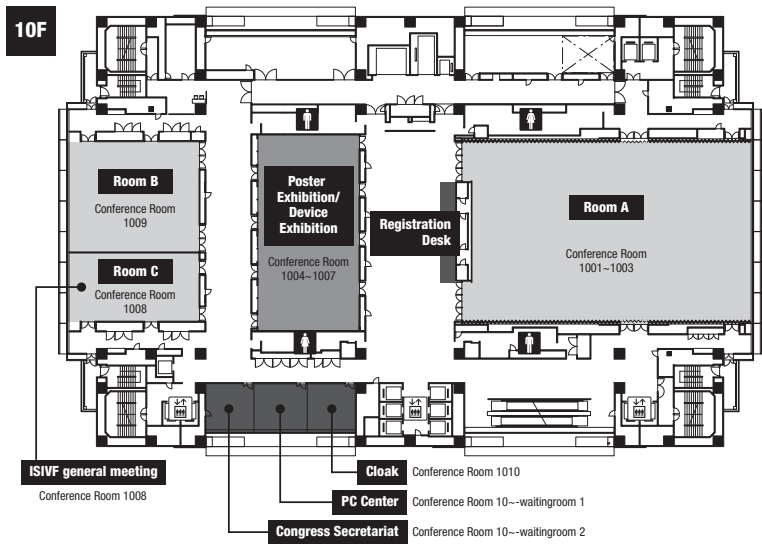 10F
Room B
Conference Room
1009
Poster
Exhibition/
Device
Exhibition
Conference Room
1004~1007
Registration
Desk
Room A
Conference Room
1001~1003
Room C
Conference Room
1008
ISIVF general meeting
Conference Room 1008
Cloak
Conference Room 1010
PC Center
Conference Room 10~-waitingroom 1
Congress Secretariat
Conference Room 10~-waitingroom 2